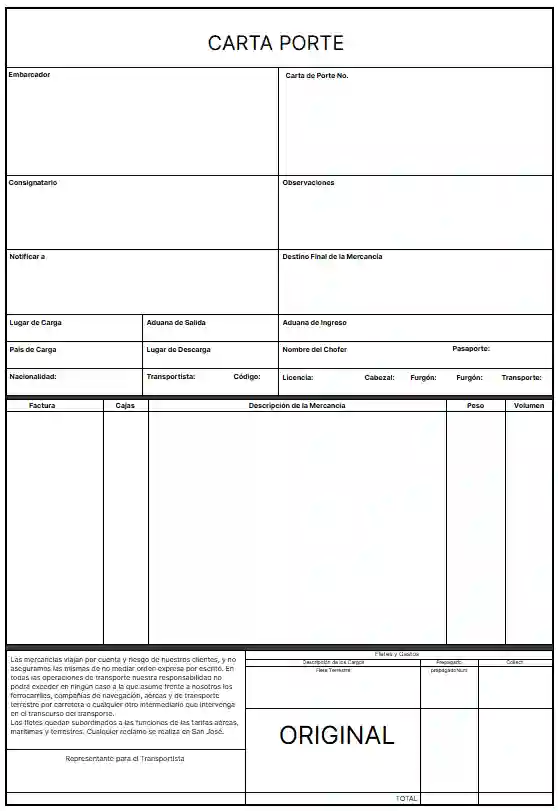 CARTA PORTE
Embarcador
Carta de Porte No.
Consignatario
Observaciones
Notificar a
Destino Final de la Mercancía
Lugar de Carga
Aduana de Salida
Aduana de Ingreso
País de Carga
Lugar de Descarga
Nombre del Chofer
Pasaporte:
Nacionalidad:
Transportista:
Código:
Licencia:
Cabezal:
Furgón:
Furgón:
Transporte:
Factura
Cajas
Descripción de la Mercancía
Peso
Volumen
Las mercancías viajan por cuenta y riesgo de nuestros clientes, y no
aseguramos las mismas de no mediar orden expresa por escrito. En
todas las operaciones de transporte nuestra responsabilidad no
podrá exceder en ningún caso a la que asume frente a nosotros los
ferrocarriles, compañías de navegación, aéreas y de transporte
terrestre por carretera o cualquier otro intermediario que intervenga
en el transcurso del transporte.
Los fletes quedan subordinados a las funciones de las tarifas aéreas,
marítimas y terrestres. Cualquier reclamo se realiza en San José.
Representante para el Transportista
Fletes y Gastos
Descripción de los Cargos
Prepagado
Collect
Flete Terrestre
prepagadoNum
ORIGINAL
TOTAL